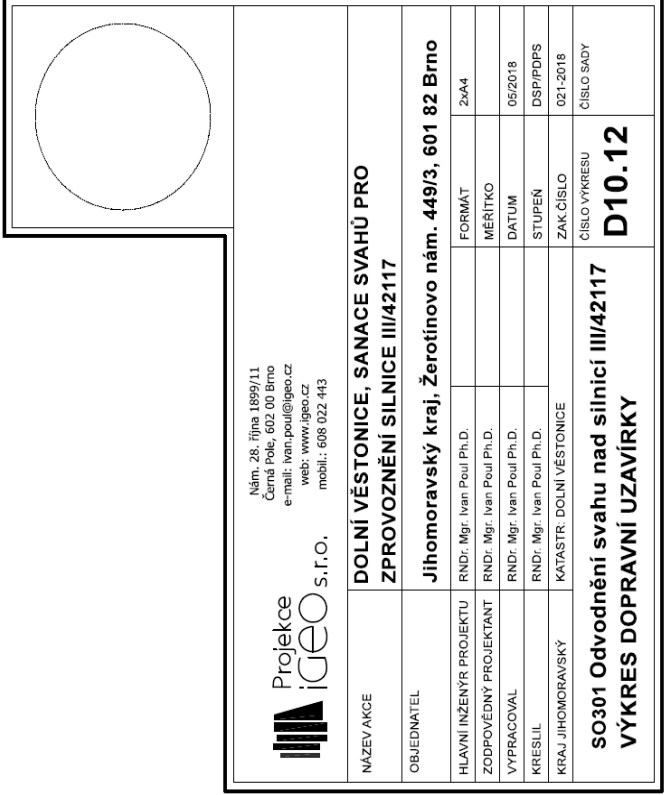 Projekce
iGEO s.r.o.
Nám. 28. října 1899/11
Černá Pole, 602 00 Brno
e-mail: ivan.poul@igeo.cz
web: www.igeo.cz
mobil.: 608 022 443
NÁZEV AKCE
DOLNÍ VĚSTONICE, SANACE SVAHŮ PRO
ZPROVOZNĚNÍ SILNICE III/42117
OBJEDNATEL
Jihomoravský kraj, Žerotínovo nám. 449/3, 601 82 Brno
HLAVNÍ INŽENÝR PROJEKTU RNDr. Mgr. Ivan Poul Ph.D. FORMÁT 2xA4
ZODPOVĚDNÝ PROJEKTANT RNDr. Mgr. Ivan Poul Ph.D. MĚŘÍTKO
VYPRACOVAL RNDr. Mgr. Ivan Poul Ph.D. DATUM 05/2018
KRESLIL RNDr. Mgr. Ivan Poul Ph.D. STUPEŇ DSP/PDPS
KRAJ JIHOMORAVSKÝ KATASTR: DOLNÍ VĚSTONICE ZAK.ČÍSLO 021-2018
SO301 Odvodnění svahu nad silnicí III/42117
VÝKRES DOPRAVNÍ UZAVÍRKY
ČÍSLO VÝKRESU
D10.12
ČÍSLO SADY